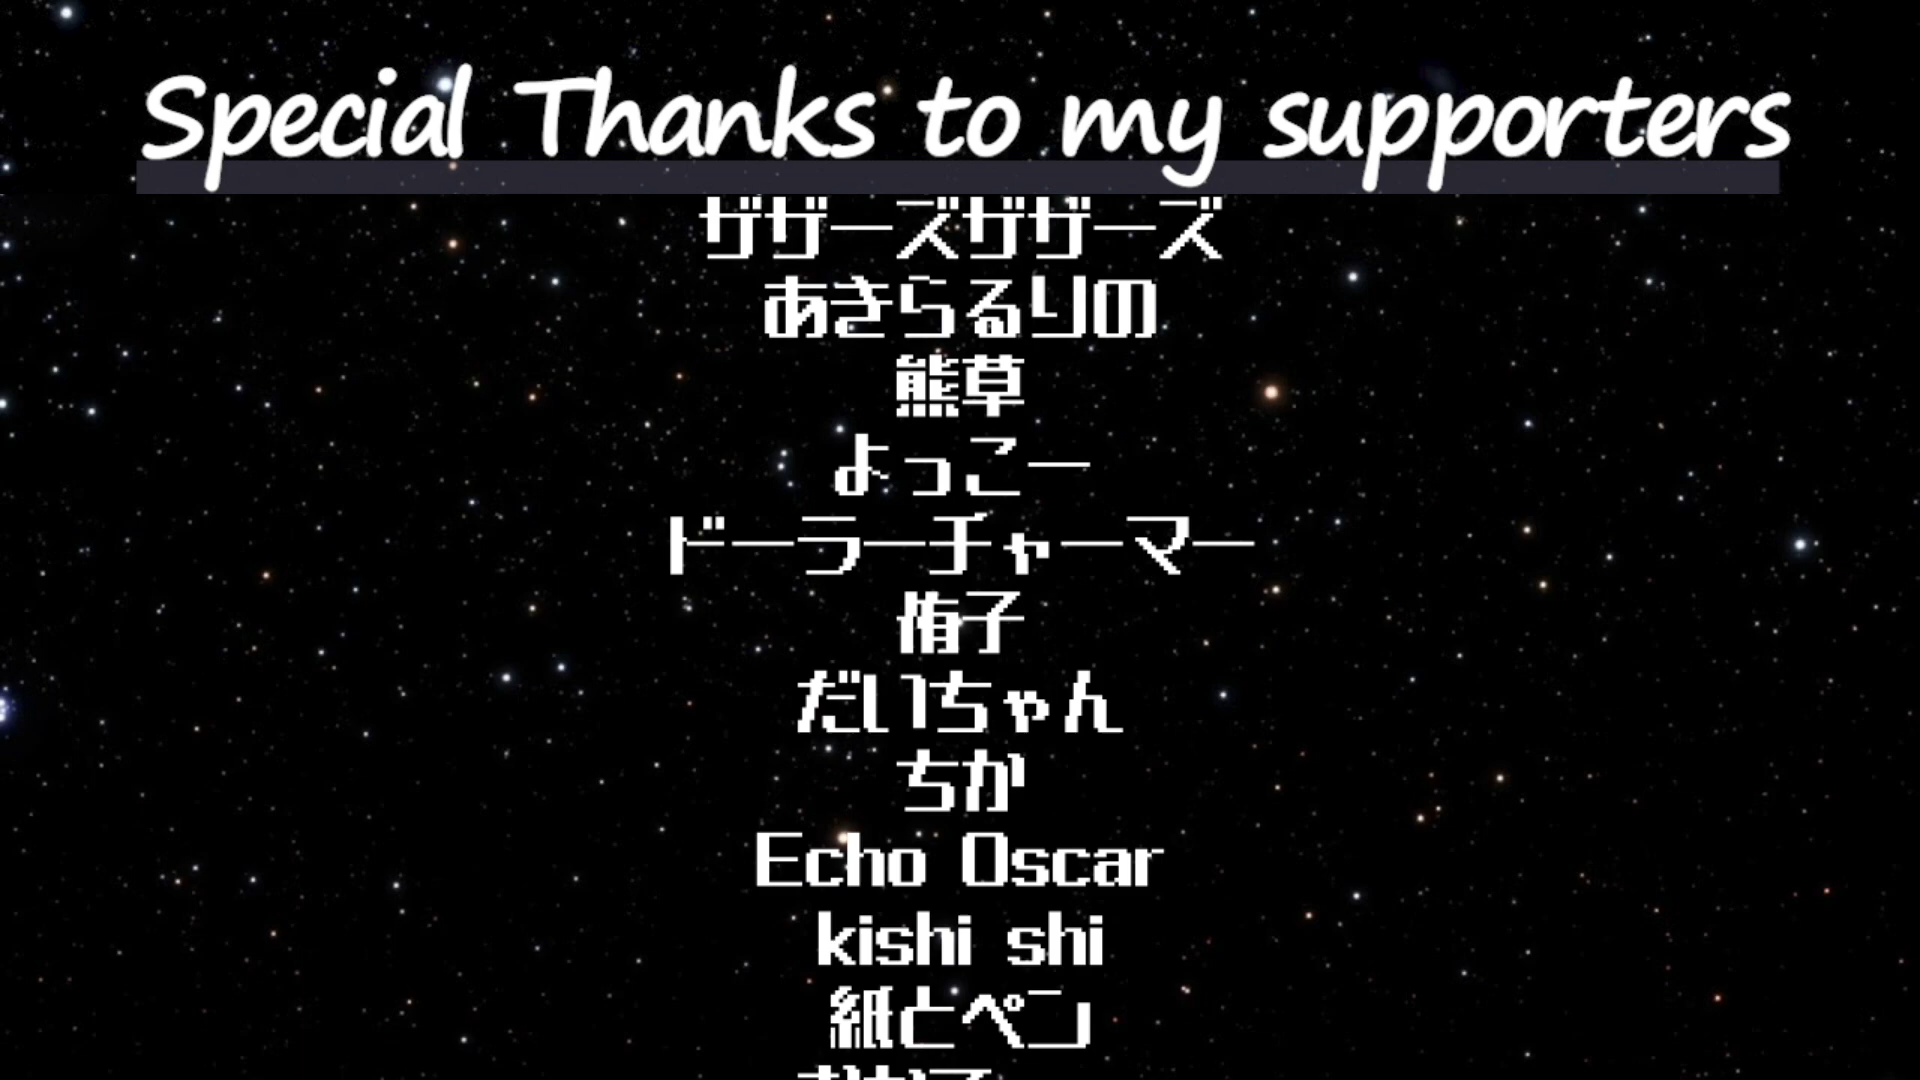 Special Thanks to my supporters
ザザーズザザーズ
あきらるりの
熊草
よっこー
ドーラーチャーマー
侑子
だいちゃん
ちか
Echo Oscar
kishi shi
紙とペン